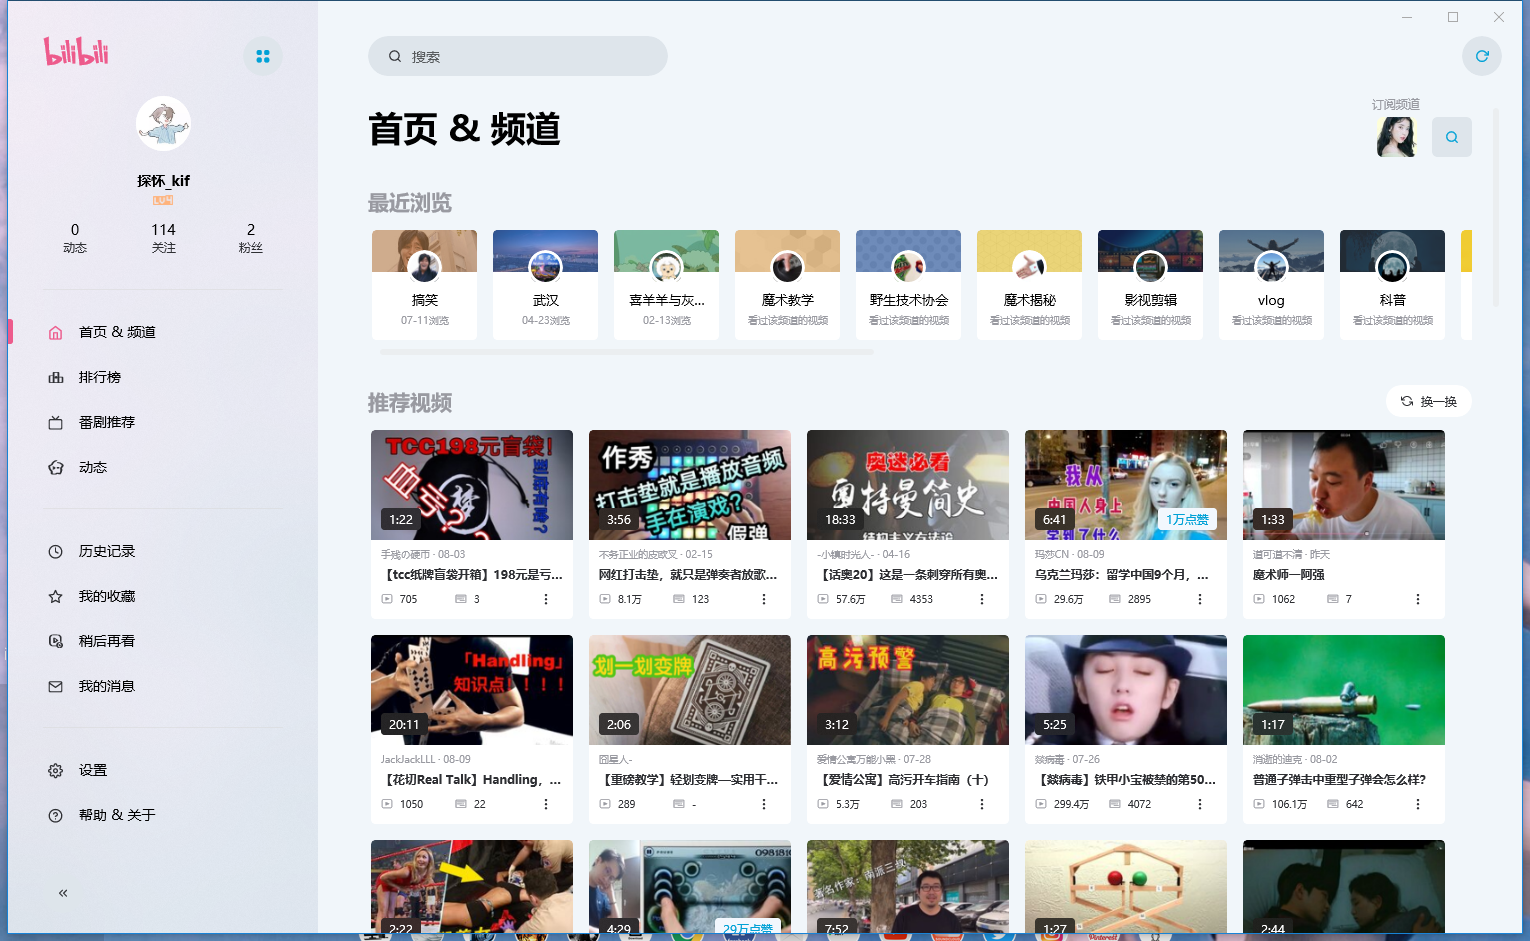 bilibili
搜索
探怀_kif
LV4
0
动态
114
关注
2
粉丝
首页 & 频道
排行榜
番剧推荐
动态
历史记录
我的收藏
稍后再看
我的消息
设置
帮助 & 关于
首页 & 频道
订阅频道
最近浏览
搞笑
07-11浏览
武汉
04-23浏览
喜羊羊与灰...
02-13浏览
魔术教学
看过该频道的视频
野生技术协会
看过该频道的视频
魔术揭秘
看过该频道的视频
影视剪辑
看过该频道的视频
vlog
看过该频道的视频
科普
看过该频道的视频
推荐视频
换一换
TCC198元盲袋!
到底有啥?
直亏?
梦
1:22
手残の硬币 · 08-03
【tcc纸牌盲袋开箱】198元是亏...
705
3
作秀
打击垫就是播放音频
手在演戏?
假弹
3:56
不务正业的皮欧叉 · 02-15
网红打击垫，就只是弹奏者放歌...
8.1万
123
奥迷必看
奥特曼简史
18:33
-小镇时光人- · 04-16
【话奥20】这是一条刺穿所有奥...
57.6万
4353
我从
中国人身上
学到了什么
6:41
1万点赞
玛莎CN · 08-09
乌克兰玛莎：留学中国9个月，...
29.6万
2895
1:33
道可道不清 · 昨天
魔术师一阿强
1062
7
「Handling」
知识点！！！！
20:11
JackJackLLL · 08-09
【花切Real Talk】Handling，...
1050
22
划一划变牌
2:06
囧星人-
【重磅教学】轻划变牌—实用干...
289
-
高污预警
3:12
爱情公寓万能小黑 · 07-28
【爱情公寓】高污开车指南（十）
5.3万
203
5:25
燚病毒 · 07-26
【燚病毒】铁甲小宝被禁的第50...
299.4万
4072
1:17
消逝的迪克 · 08-02
普通子弹击中重型子弹会怎么样?
106.1万
642
2:22
4:29
29万点赞
著名作家：南派三叔
7:52
1:27
2:44